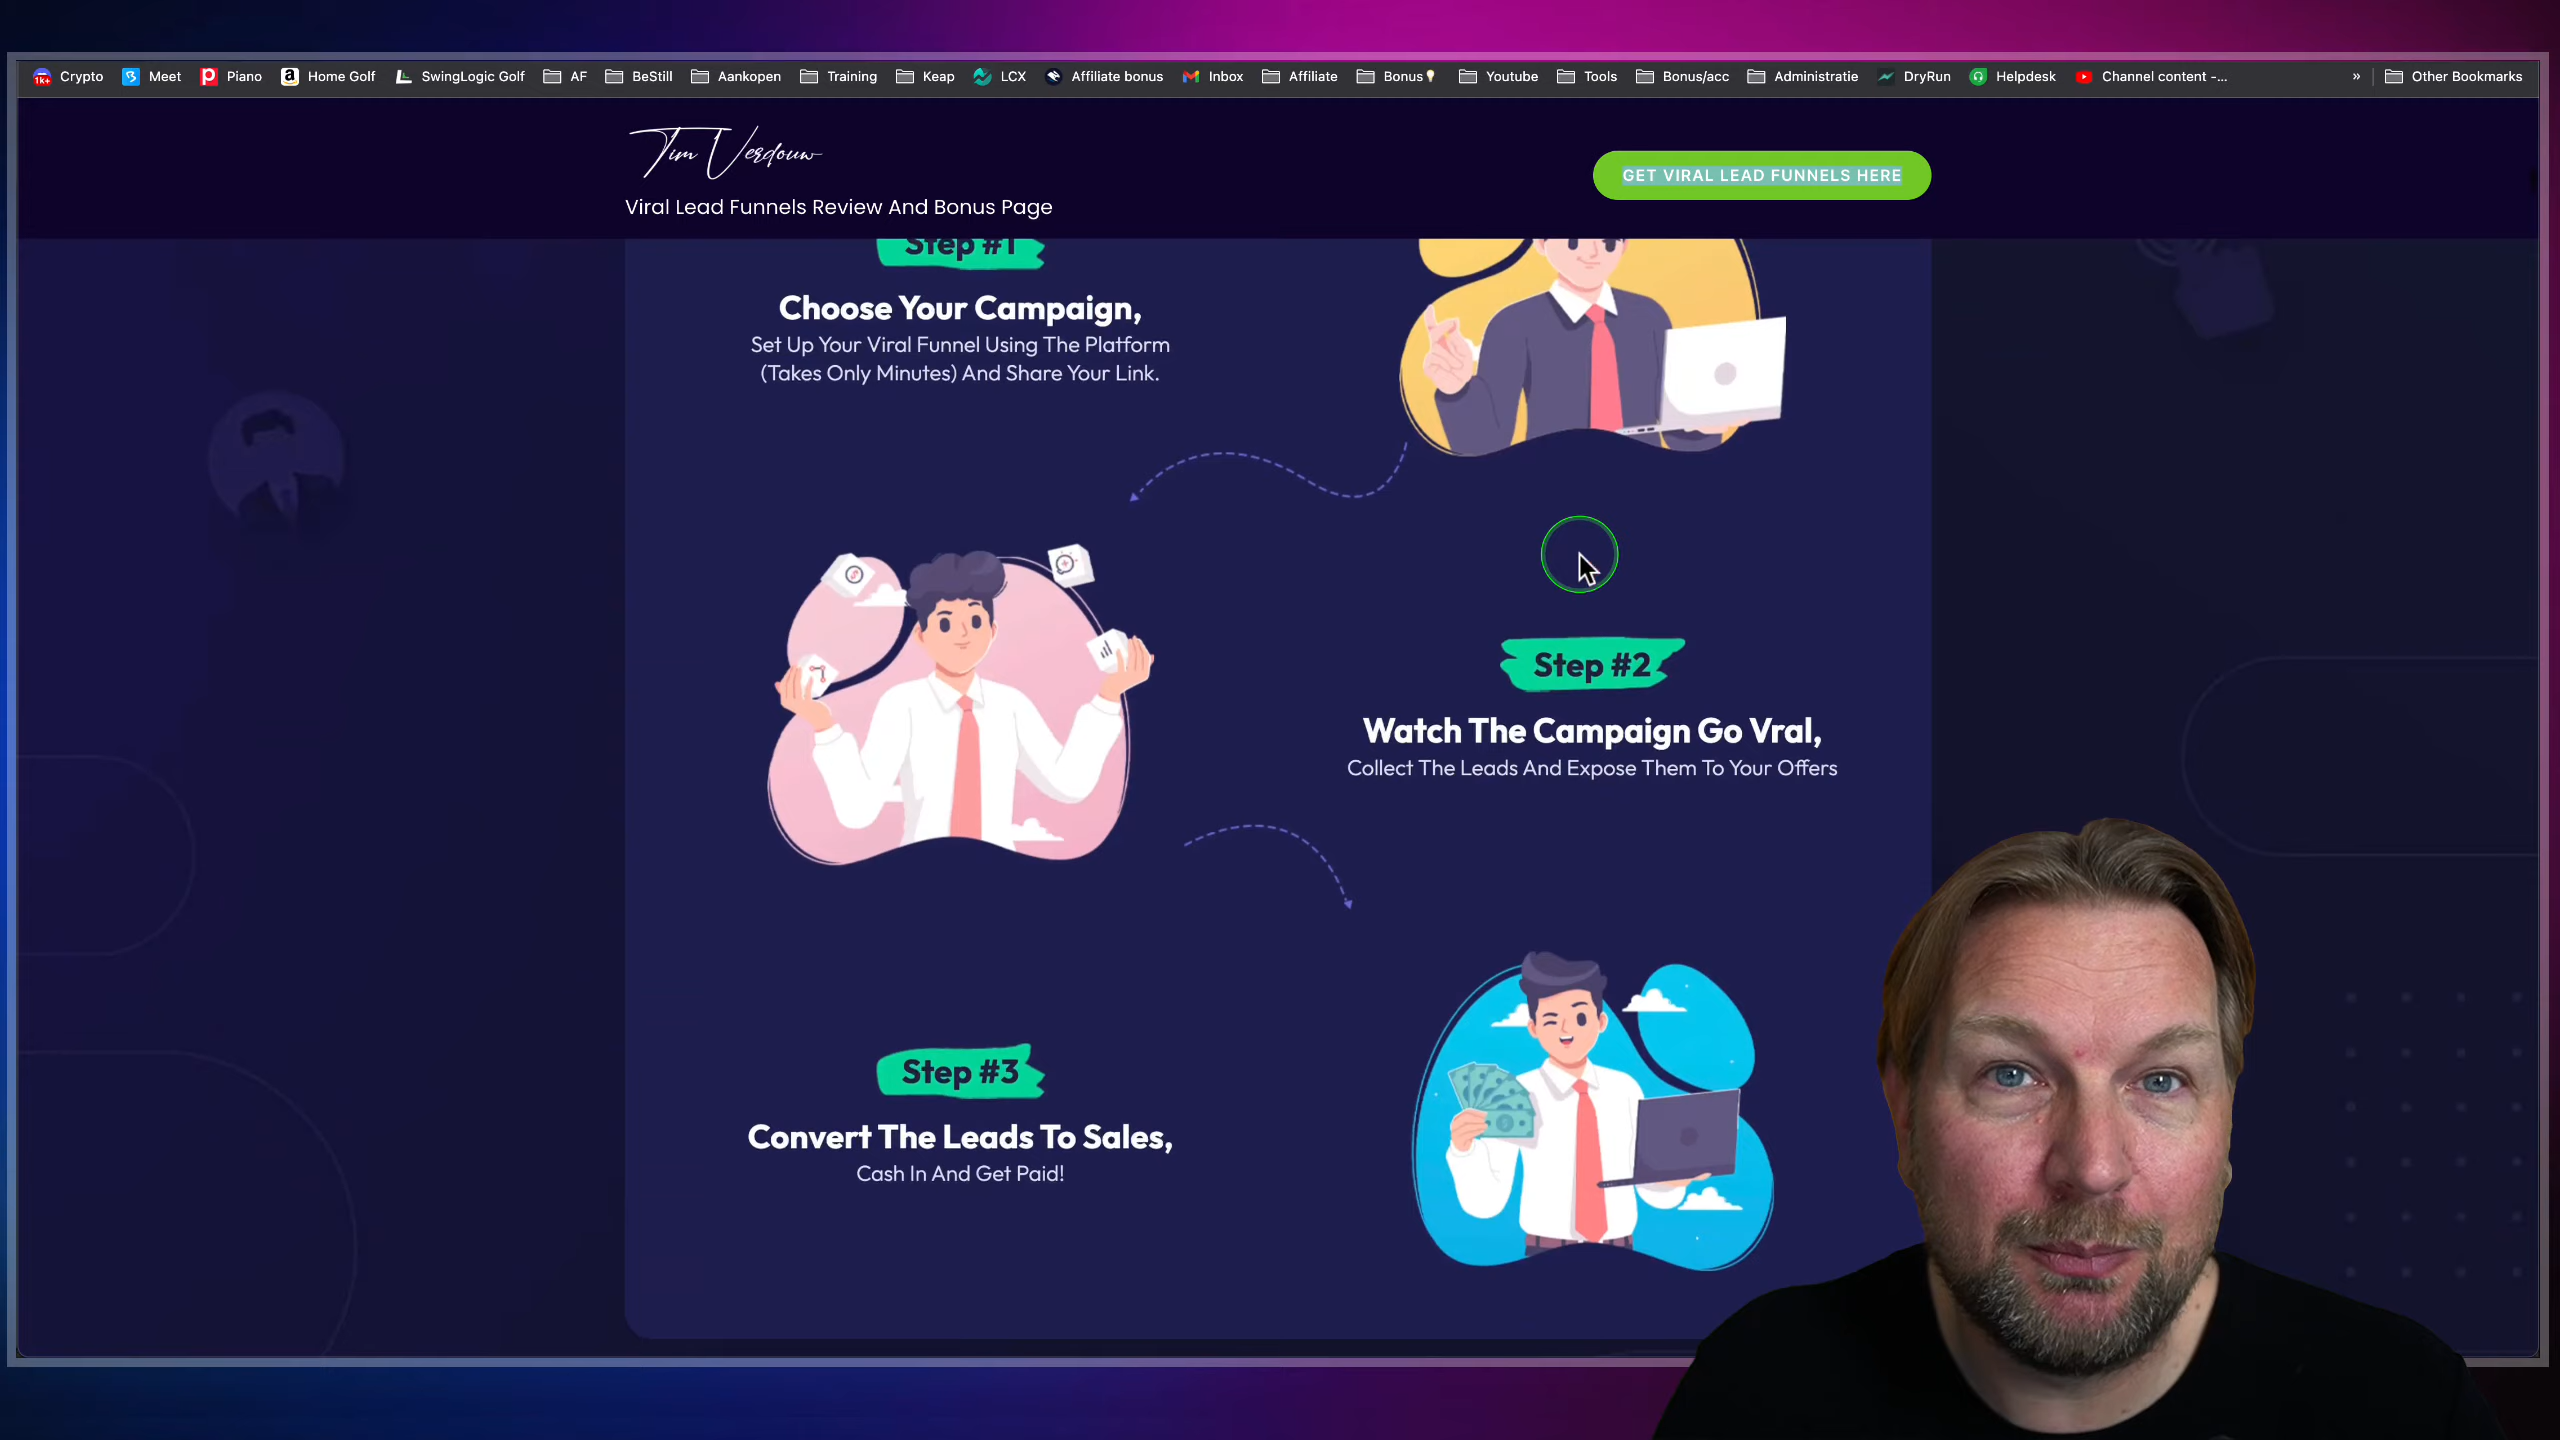 Crypto Meet Piano Home Golf SwingLogic Golf AF BeStill Aankopen Training Keap LCX Affiliate bonus Inbox Affiliate Bonus Youtube Tools Bonus/acc Administratie DryRun Helpdesk Channel content -... » Other Bookmarks
Tim Verdouw
GET VIRAL LEAD FUNNELS HERE
Viral Lead Funnels Review And Bonus Page
Step #1
Choose Your Campaign,
Set Up Your Viral Funnel Using The Platform
(Takes Only Minutes) And Share Your Link.
Step #2
Watch The Campaign Go Vral,
Collect The Leads And Expose Them To Your Offers
Step #3
Convert The Leads To Sales,
Cash In And Get Paid!